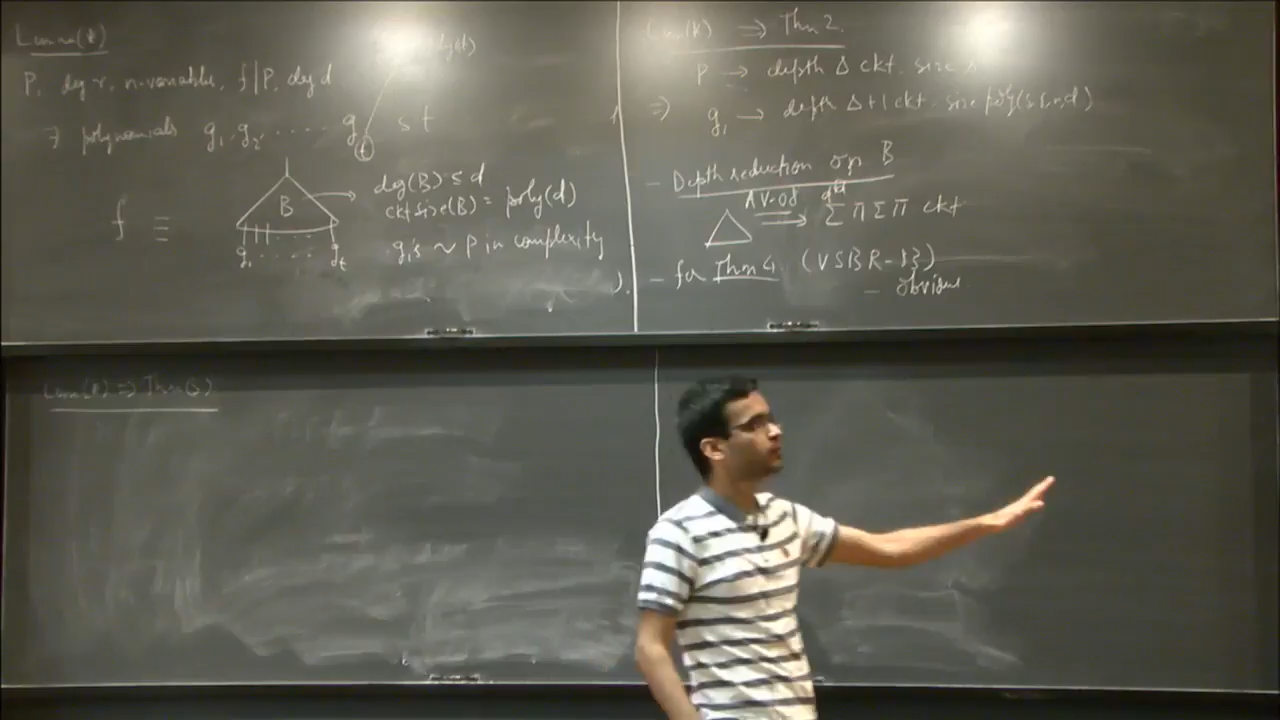 Lemma(*)
P, deg r, n-variable, f|P, deg d
∃ polynomials g₁, g₂, ..... g_t s t
poly(d)
f ≡ B
g₁ ..... g_t
deg(B) ≤ d
ckt size(B) = poly(d)
gᵢ's ~ P in complexity
Lem(*) ⇒ Thm 2.
P → depth Δ ckt. size s
⇒ gᵢ → depth Δ+1 ckt. size poly(s, r, n, d)
- Depth reduction on B
AV-08
⇒ ΣΠΣΠ ckt
- for Thm 4 (VSBR-83)
- obvious
Lem(*) ⇒ Thm(3)